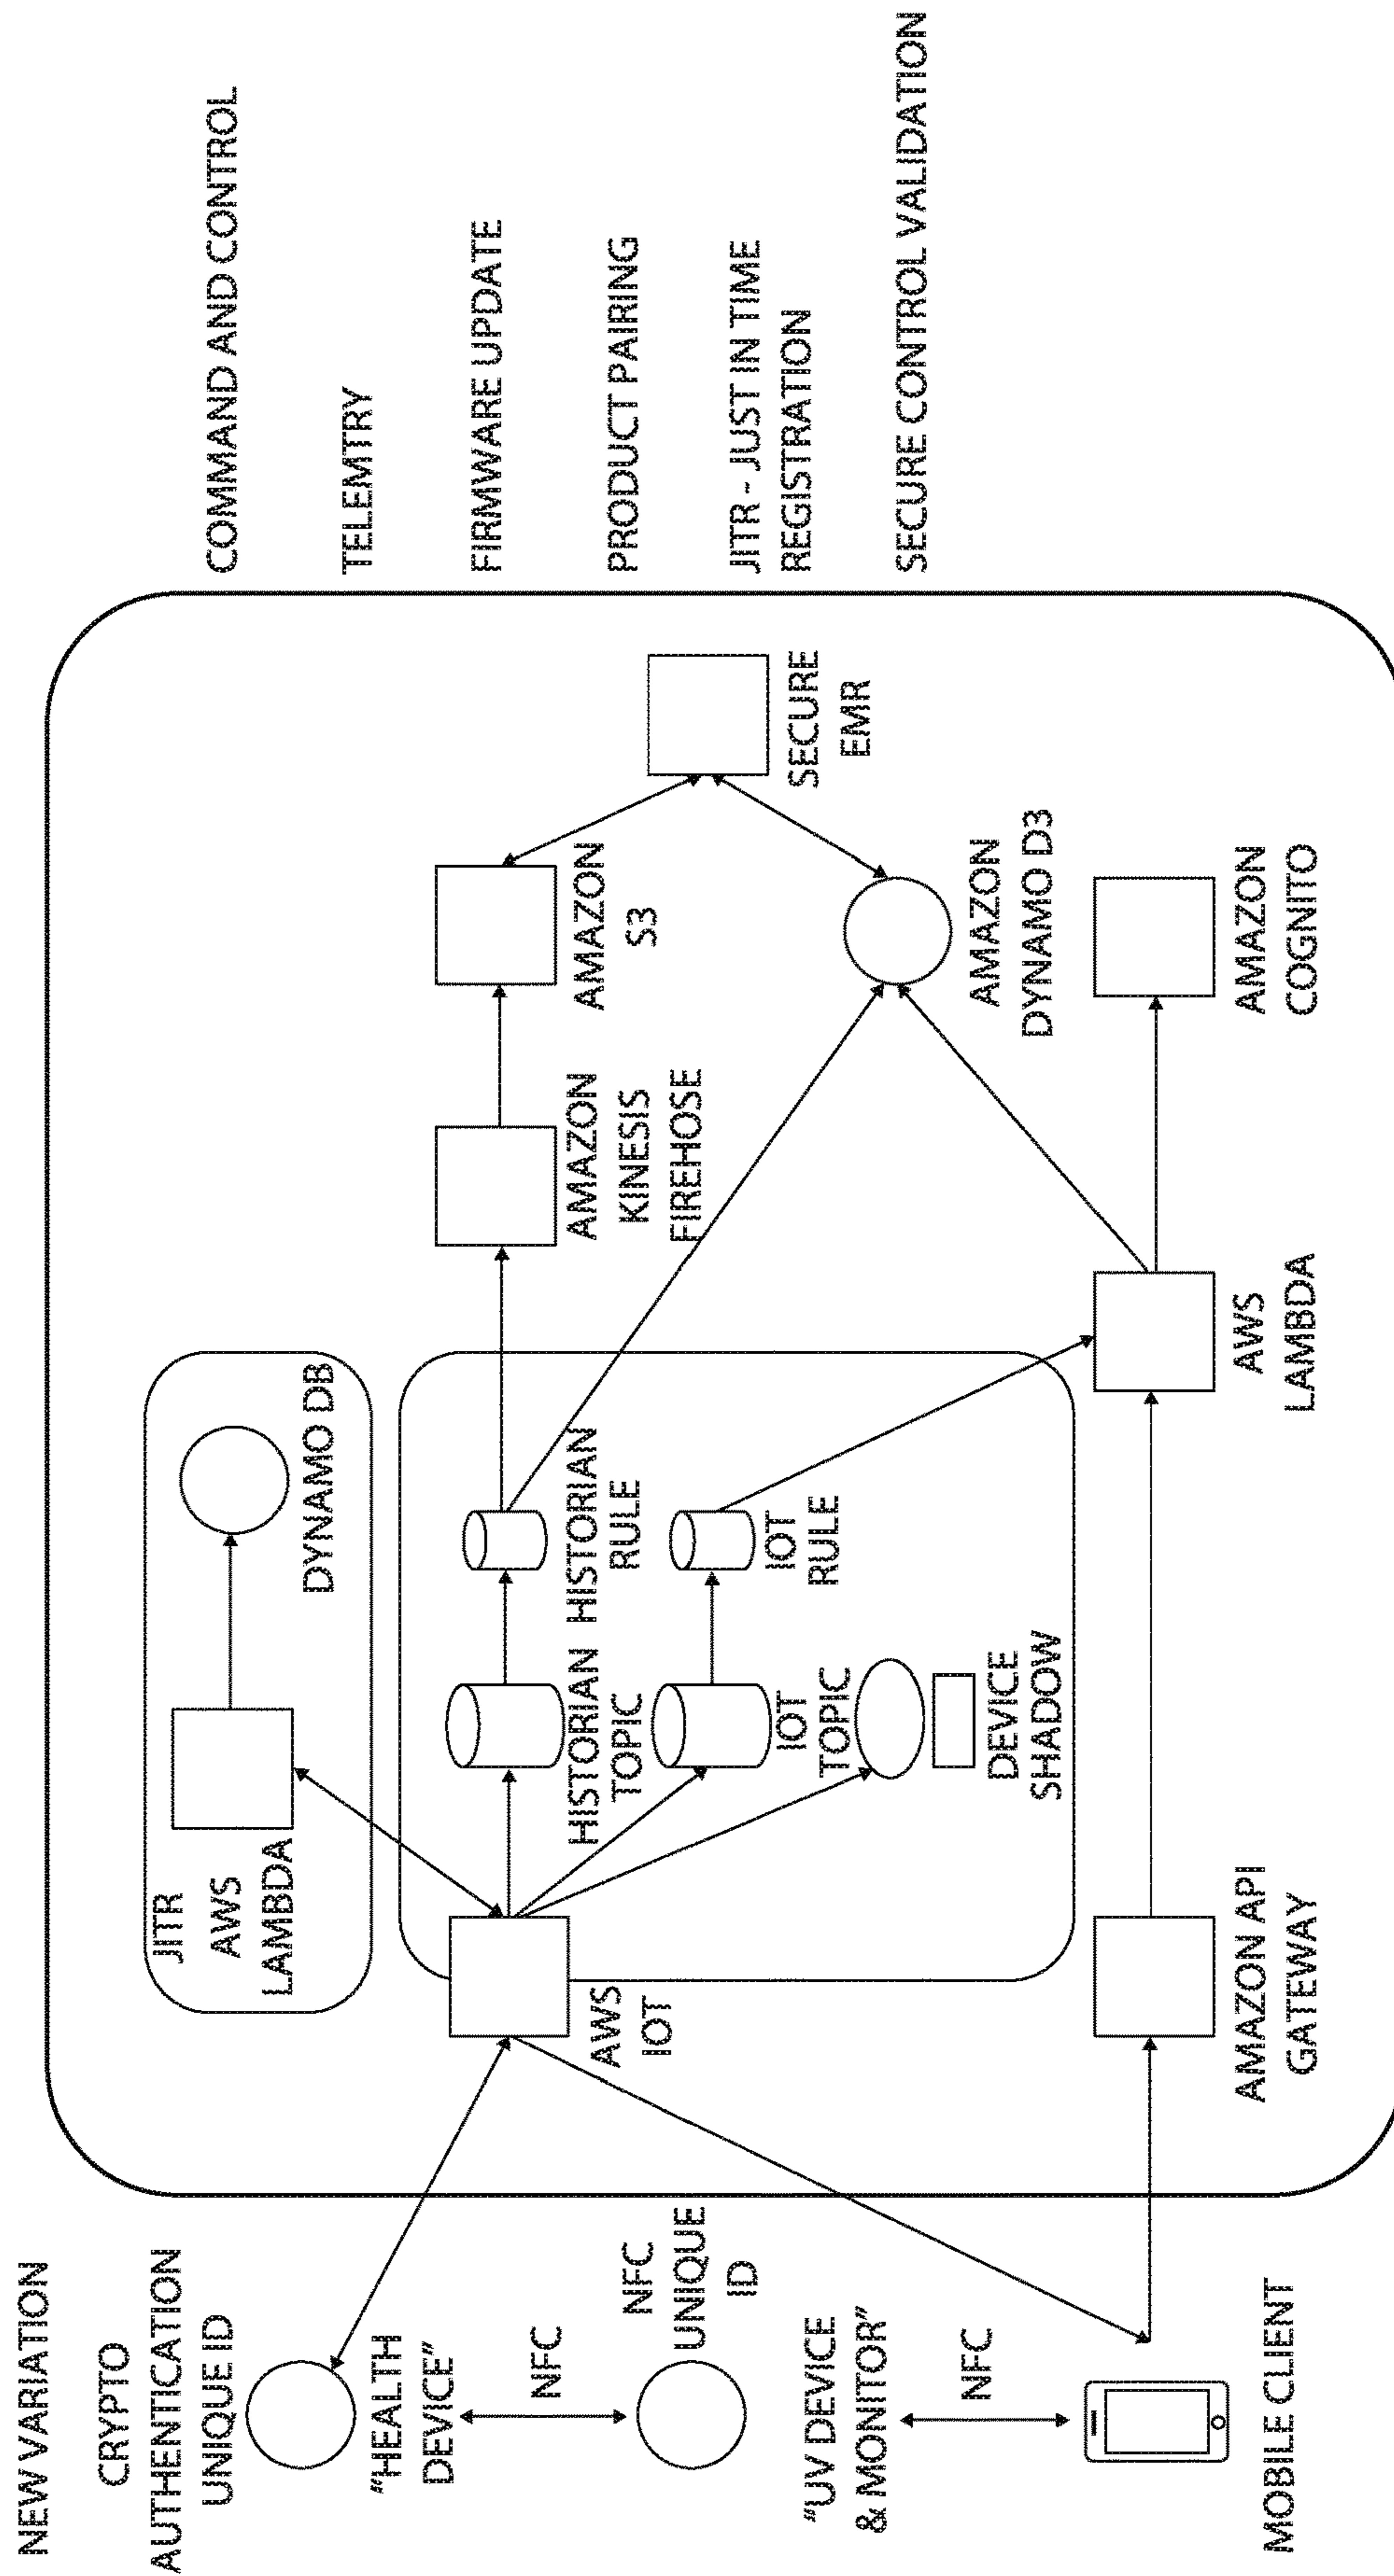 NEW VARIATION
CRYPTO
AUTHENTICATION
UNIQUE ID
"HEALTH
DEVICE"
NFC
NFC
UNIQUE
ID
"UV DEVICE
& MONITOR"
NFC
MOBILE CLIENT
JITR
AWS
LAMBDA
DYNAMO DB
AWS
IOT
HISTORIAN
TOPIC
HISTORIAN
RULE
IOT
TOPIC
IOT
RULE
DEVICE
SHADOW
AMAZON
KINESIS
FIREHOSE
AMAZON
S3
SECURE
EMR
AMAZON
DYNAMO D3
AMAZON API
GATEWAY
AWS
LAMBDA
AMAZON
COGNITO
COMMAND AND CONTROL
TELEMTRY
FIRMWARE UPDATE
PRODUCT PAIRING
JITR - JUST IN TIME
REGISTRATION
SECURE CONTROL VALIDATION